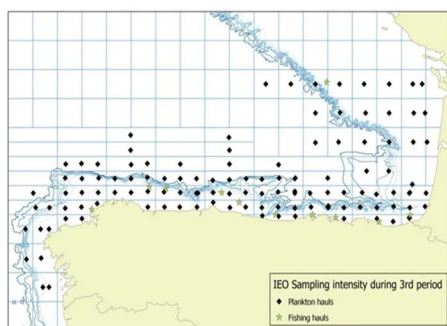 IEO Sampling intensity during 3rd period
Plankton hauls
Fishing hauls